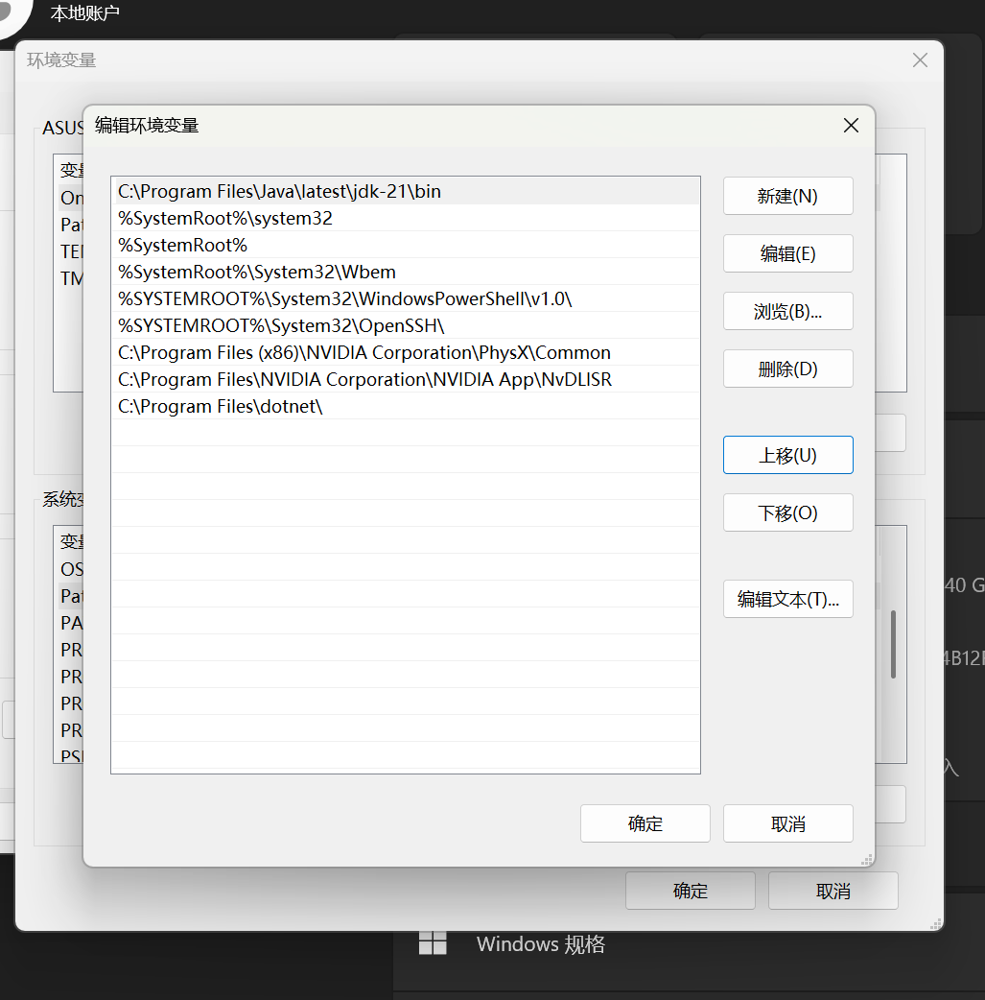 本地账户
环境变量
ASUS
编辑环境变量
C:\Program Files\Java\latest\jdk-21\bin
%SystemRoot%\system32
%SystemRoot%
%SystemRoot%\System32\Wbem
%SYSTEMROOT%\System32\WindowsPowerShell\v1.0\
%SYSTEMROOT%\System32\OpenSSH\
C:\Program Files (x86)\NVIDIA Corporation\PhysX\Common
C:\Program Files\NVIDIA Corporation\NVIDIA App\NvDLISR
C:\Program Files\dotnet\
新建(N)
编辑(E)
浏览(B)...
删除(D)
上移(U)
下移(O)
编辑文本(T)...
确定
取消
变
On
Pa
TE
TM
系统变
变
OS
Pa
PA
PR
PR
PR
PR
PS
40 G
4B12
入
确定
取消
Windows 规格